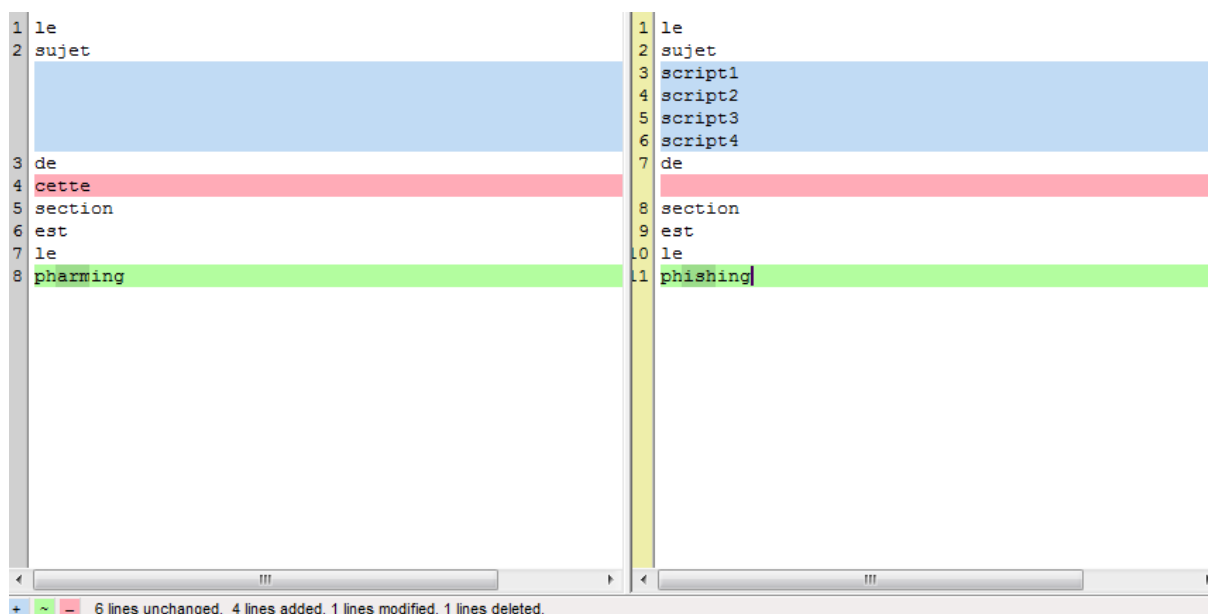 1 le
2 sujet
3 de
4 cette
5 section
6 est
7 le
8 pharming
1 le
2 sujet
3 script1
4 script2
5 script3
6 script4
7 de
8 section
9 est
10 le
11 phishing
+ ~ − 6 lines unchanged, 4 lines added, 1 lines modified, 1 lines deleted.